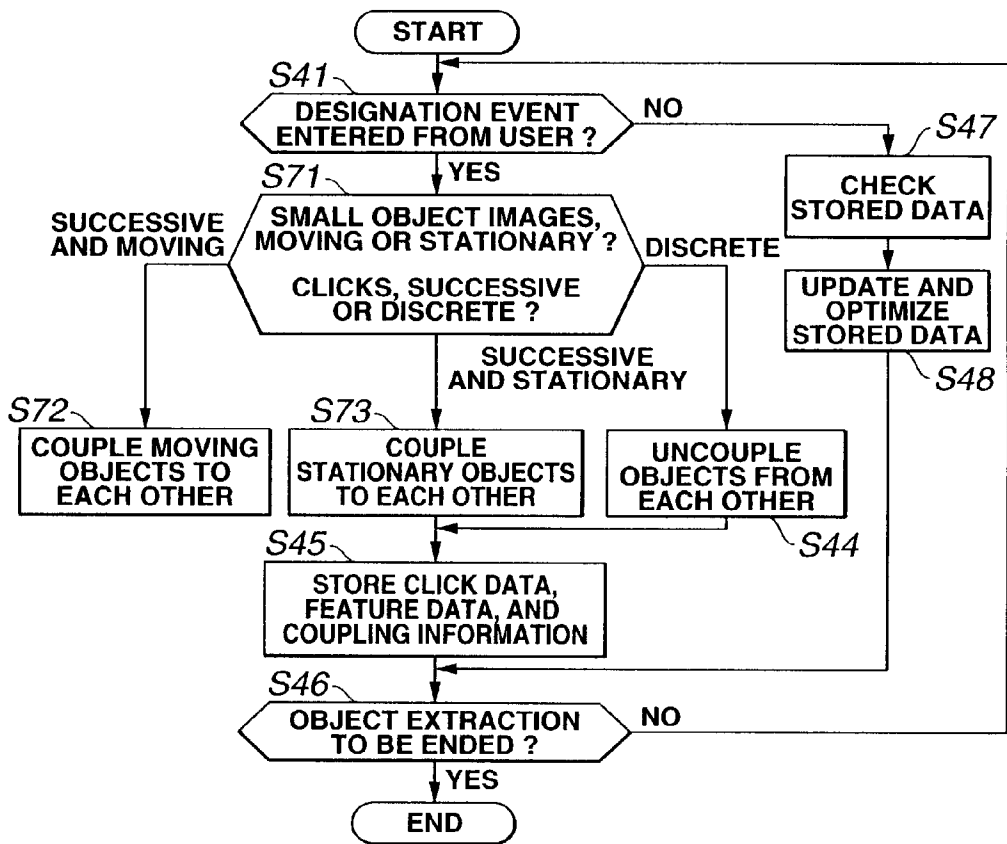 START
S41
DESIGNATION EVENT
ENTERED FROM USER ?
NO
YES
S47
CHECK
STORED DATA
S71
SMALL OBJECT IMAGES,
MOVING OR STATIONARY ?
CLICKS, SUCCESSIVE
OR DISCRETE ?
SUCCESSIVE
AND MOVING
DISCRETE
UPDATE AND
OPTIMIZE
STORED DATA
S48
SUCCESSIVE
AND STATIONARY
S72
COUPLE MOVING
OBJECTS TO
EACH OTHER
S73
COUPLE
STATIONARY OBJECTS
TO EACH OTHER
UNCOUPLE
OBJECTS FROM
EACH OTHER
S44
S45
STORE CLICK DATA,
FEATURE DATA, AND
COUPLING INFORMATION
S46
OBJECT EXTRACTION
TO BE ENDED ?
NO
YES
END